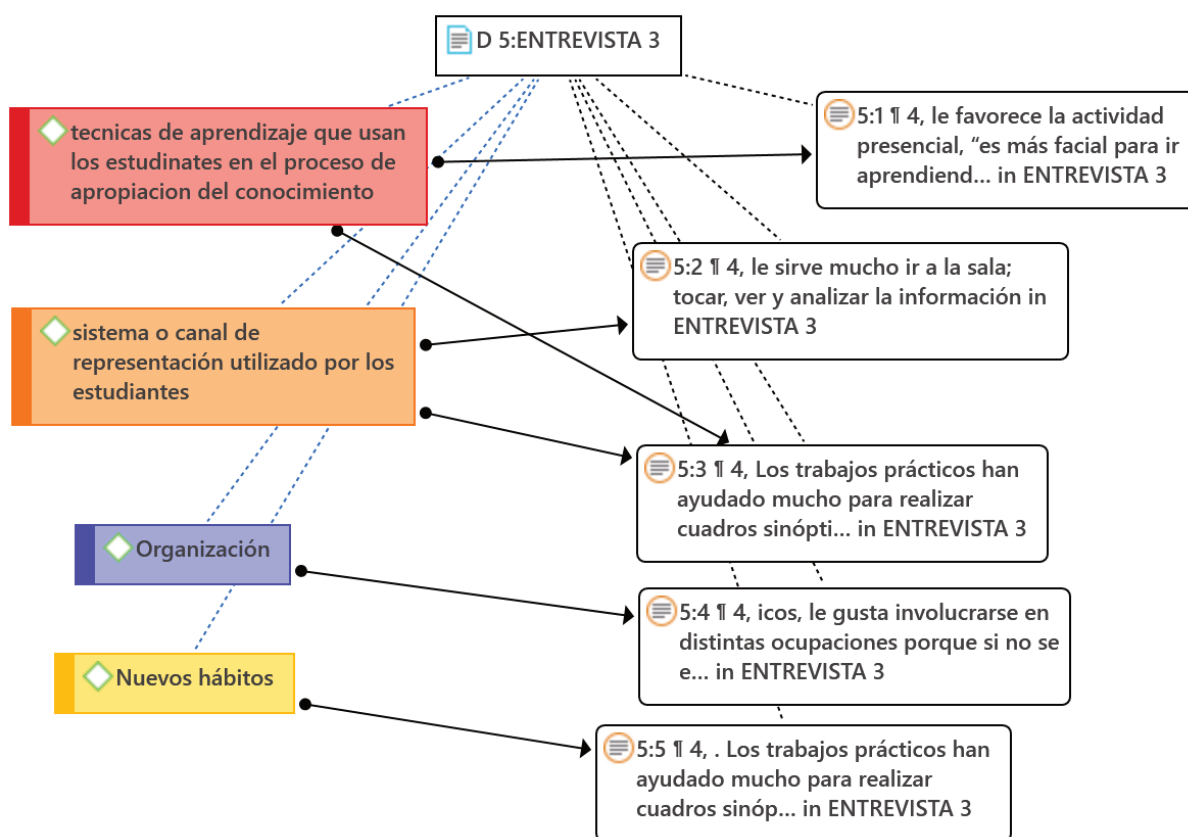 D 5:ENTREVISTA 3
tecnicas de aprendizaje que usan
los estudinates en el proceso de
apropiacion del conocimiento
5:1 ¶ 4, le favorece la actividad
presencial, “es más facial para ir
aprendiend... in ENTREVISTA 3
5:2 ¶ 4, le sirve mucho ir a la sala;
tocar, ver y analizar la información in
ENTREVISTA 3
sistema o canal de
representación utilizado por los
estudiantes
5:3 ¶ 4, Los trabajos prácticos han
ayudado mucho para realizar
cuadros sinópti... in ENTREVISTA 3
Organización
5:4 ¶ 4, icos, le gusta involucrarse en
distintas ocupaciones porque si no se
e... in ENTREVISTA 3
Nuevos hábitos
5:5 ¶ 4, . Los trabajos prácticos han
ayudado mucho para realizar
cuadros sinóp... in ENTREVISTA 3